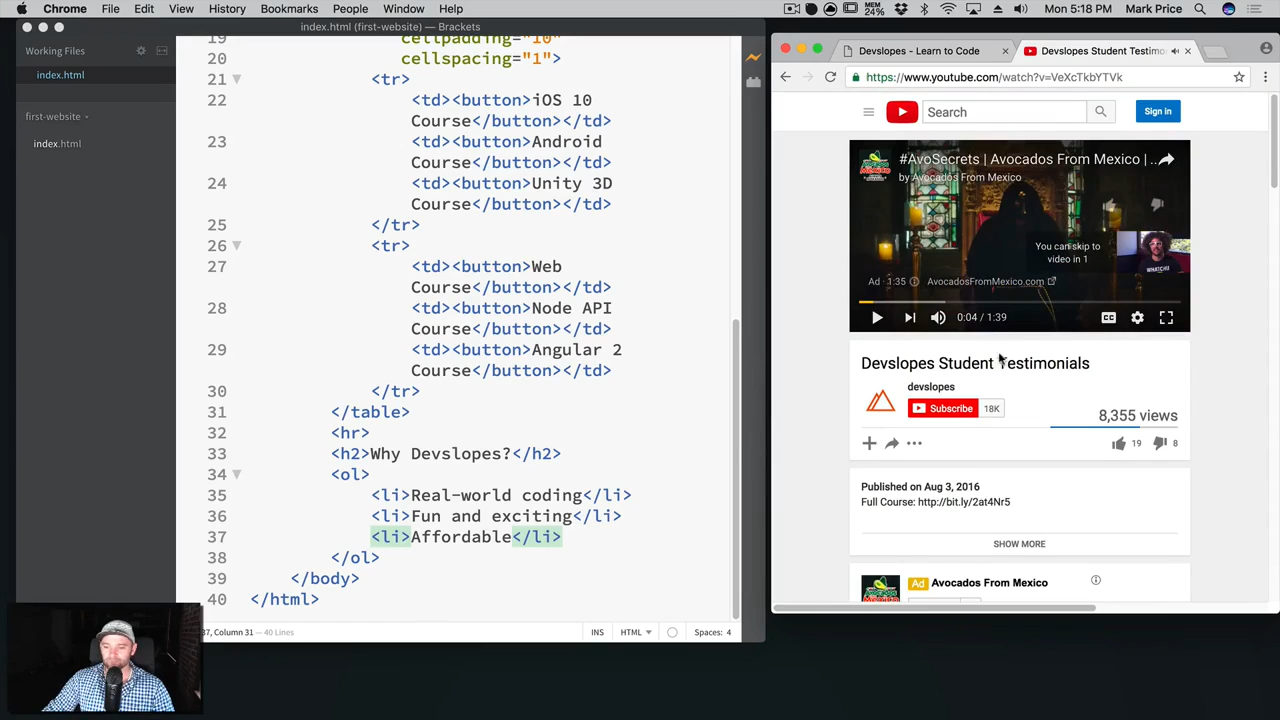 Chrome File Edit View History Bookmarks People Window Help MEM 24% Mon 5:18 PM Mark Price
index.html (first-website) — Brackets
Working Files
index.html
first-website
index.html
19 cellpadding="10"
20 cellspacing="1">
21 <tr>
22 <td><button>iOS 10
Course</button></td>
23 <td><button>Android
Course</button></td>
24 <td><button>Unity 3D
Course</button></td>
25 </tr>
26 <tr>
27 <td><button>Web
Course</button></td>
28 <td><button>Node API
Course</button></td>
29 <td><button>Angular 2
Course</button></td>
30 </tr>
31 </table>
32 <hr>
33 <h2>Why Devslopes?</h2>
34 <ol>
35 <li>Real-world coding</li>
36 <li>Fun and exciting</li>
37 <li>Affordable</li>
38 </ol>
39 </body>
40 </html>
37, Column 31 — 40 Lines
INS HTML Spaces: 4
Devslopes - Learn to Code
Devslopes Student Testimo
https://www.youtube.com/watch?v=VeXcTkbYTVk
Search
Sign in
#AvoSecrets | Avocados From Mexico | ...
by Avocados From Mexico
You can skip to
video in 1
WHATCHU
Ad · 1:35 AvocadosFromMexico.com
0:04 / 1:39
CC
Devslopes Student Testimonials
devslopes
Subscribe 18K
8,355 views
19 8
Published on Aug 3, 2016
Full Course: http://bit.ly/2at4Nr5
SHOW MORE
Ad Avocados From Mexico